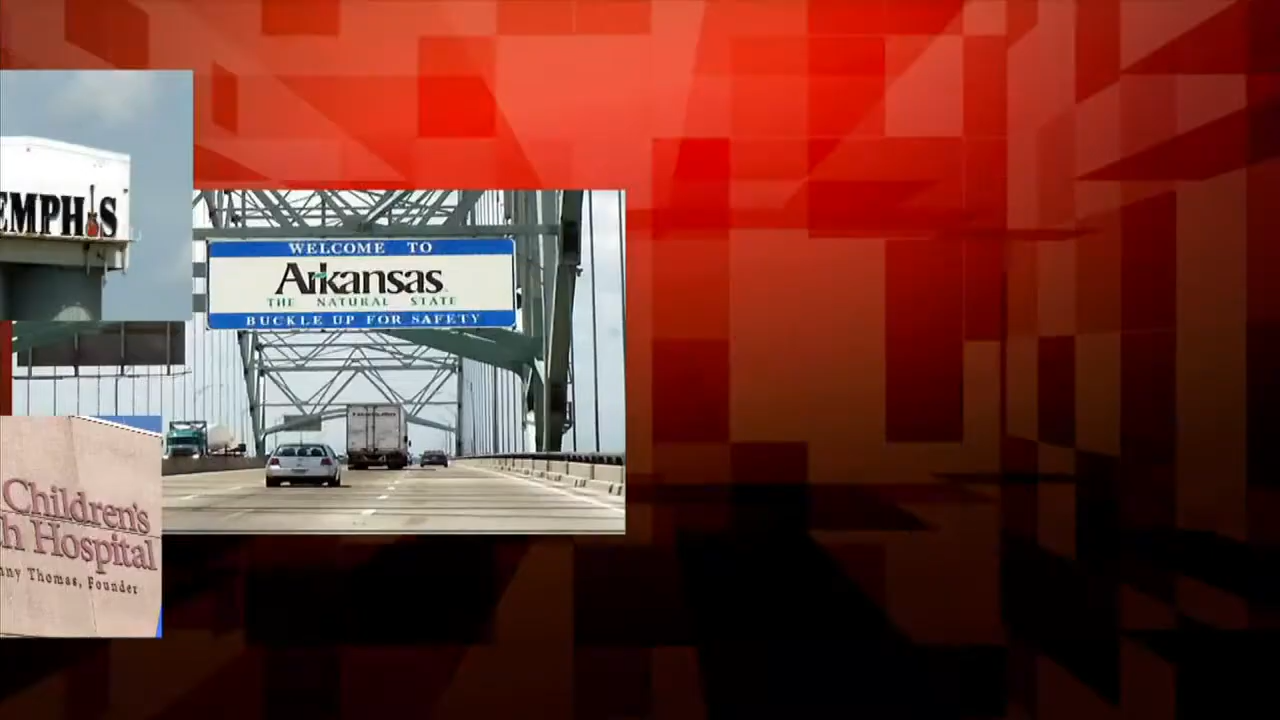 EMPHIS
WELCOME TO
Arkansas
THE NATURAL STATE
BUCKLE UP FOR SAFETY
Children's
h Hospital
nny Thomas, Founder